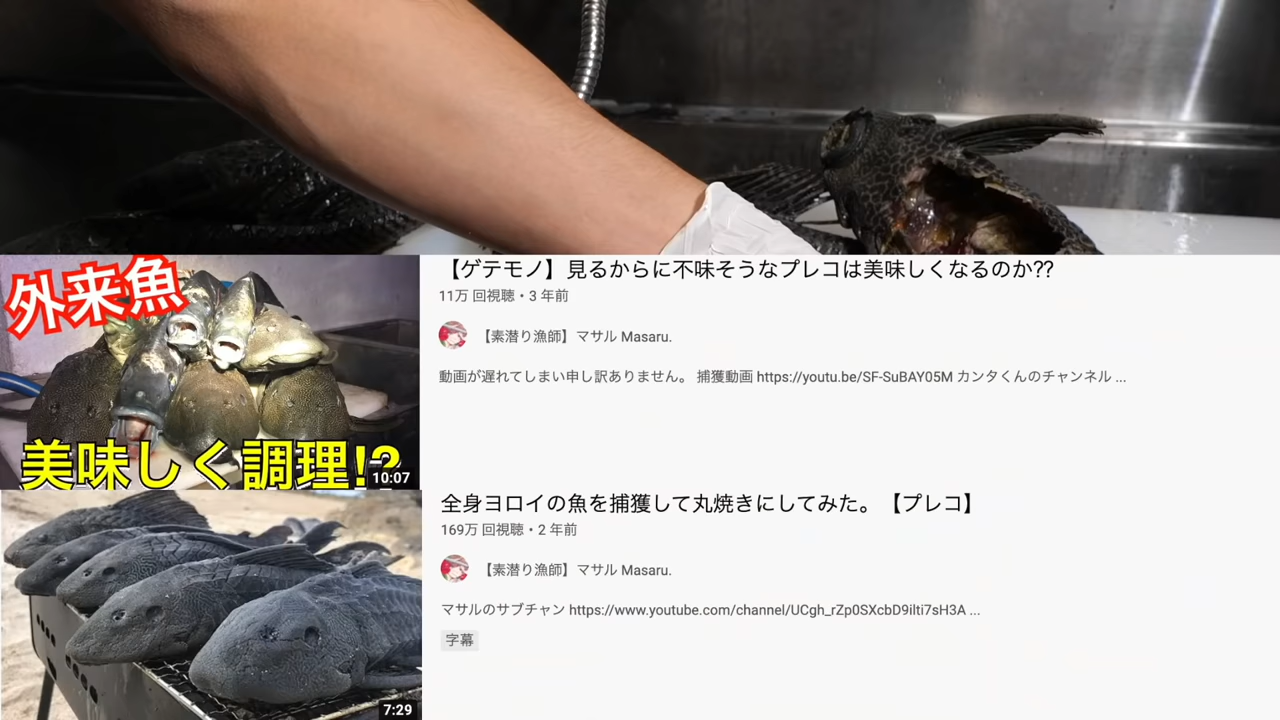 【ゲテモノ】見るからに不味そうなプレコは美味しくなるのか??
11万 回視聴・3 年前
【素潜り漁師】マサル Masaru.
動画が遅れてしまい申し訳ありません。 捕獲動画 https://youtu.be/SF-SuBAY05M カンタくんのチャンネル ...
外来魚
美味しく調理!?
10:07
全身ヨロイの魚を捕獲して丸焼きにしてみた。【プレコ】
169万 回視聴・2 年前
【素潜り漁師】マサル Masaru.
マサルのサブチャン https://www.youtube.com/channel/UCgh_rZp0SXcbD9ilti7sH3A ...
字幕
7:29